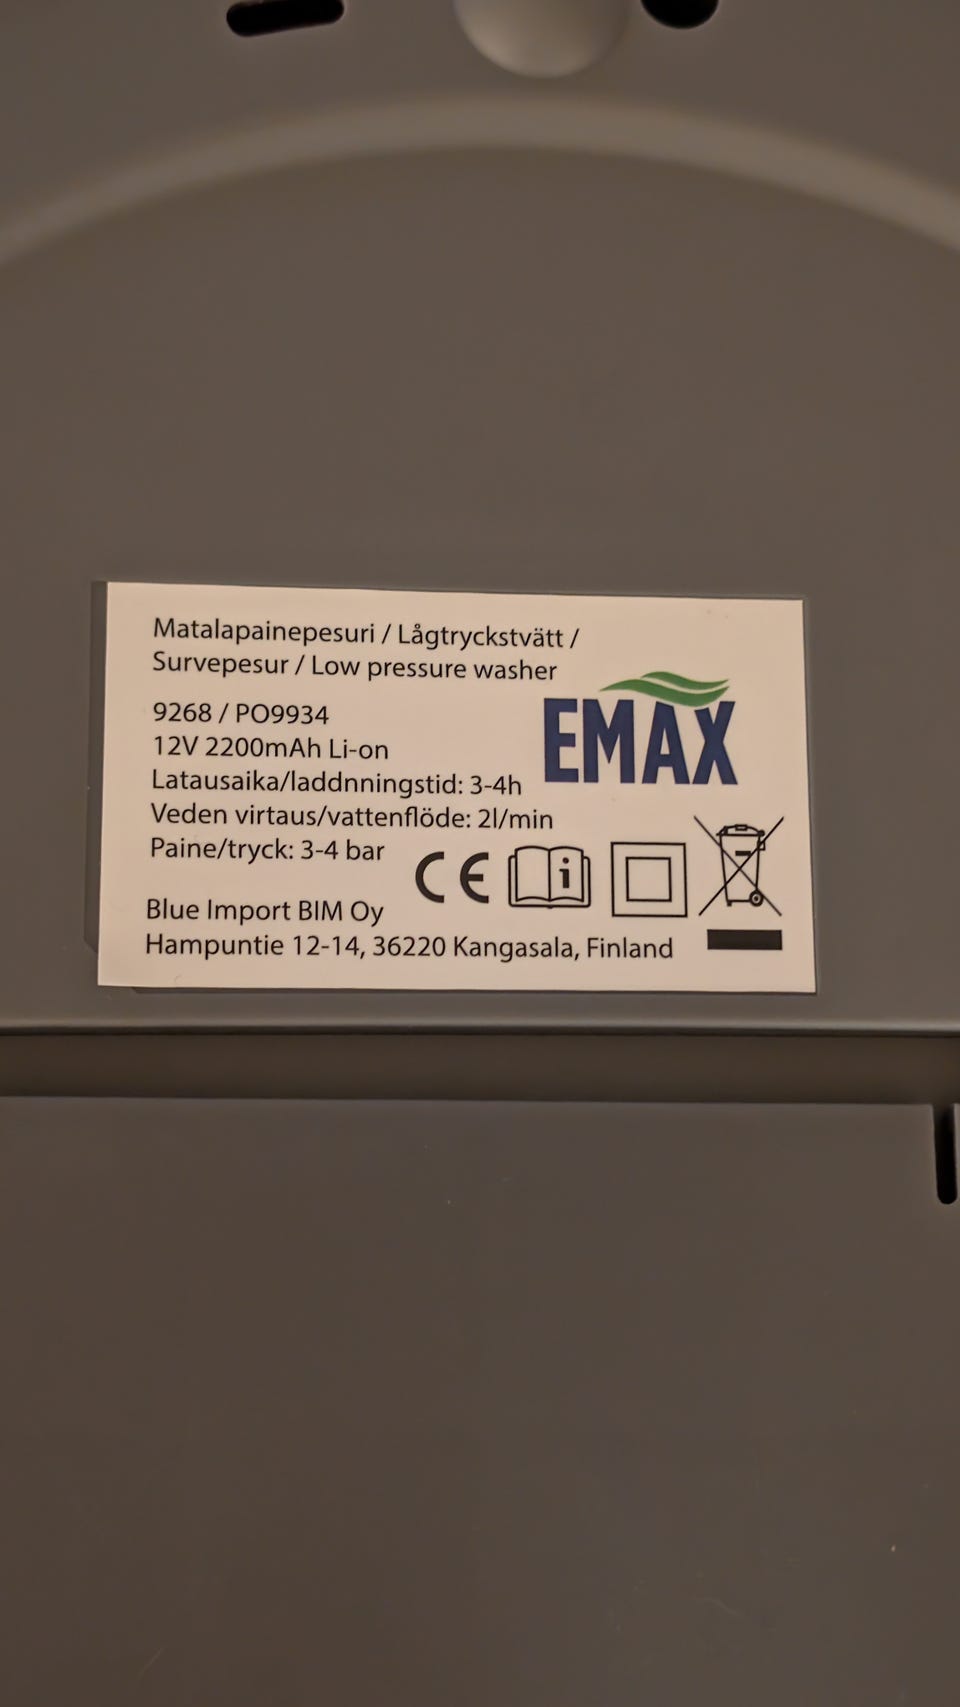 Matalapainepesuri / Lågtryckstvätt /
Survepesur / Low pressure washer
EMAX
9268 / PO9934
12V 2200mAh Li-on
Latausaika/laddnningstid: 3-4h
Veden virtaus/vattenflöde: 2l/min
Paine/tryck: 3-4 bar
CE
i
Blue Import BIM Oy
Hampuntie 12-14, 36220 Kangasala, Finland